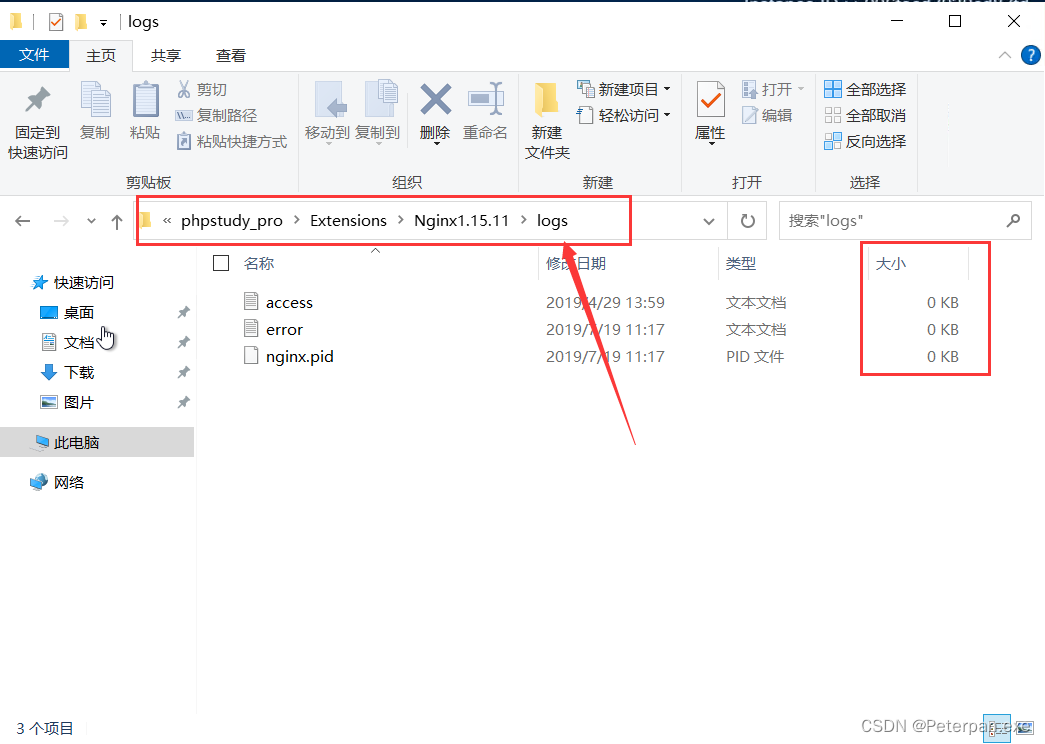 logs
文件 主页 共享 查看
固定到
快速访问
复制
粘贴
剪切
复制路径
粘贴快捷方式
剪贴板
移动到 复制到 删除 重命名
组织
新建
文件夹
新建项目
轻松访问
新建
属性
打开
编辑
打开
全部选择
全部取消
反向选择
选择
« phpstudy_pro > Extensions > Nginx1.15.11 > logs
搜索"logs"
名称 修改日期 类型 大小
access 2019/4/29 13:59 文本文档 0 KB
error 2019/7/19 11:17 文本文档 0 KB
nginx.pid 2019/7/19 11:17 PID 文件 0 KB
快速访问
桌面
文档
下载
图片
此电脑
网络
3 个项目
CSDN @Peterpan.exe